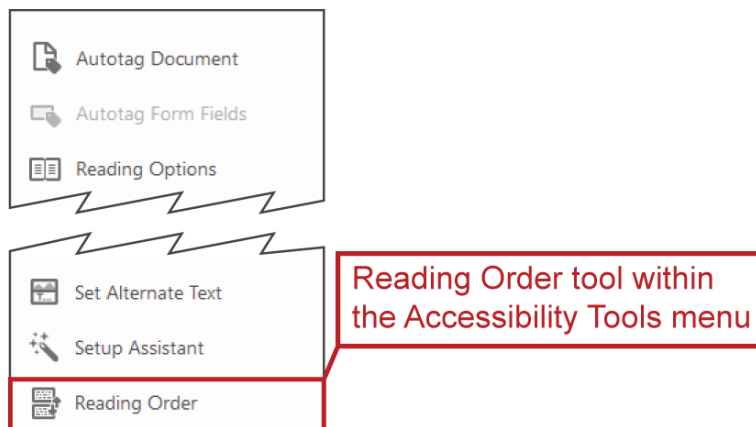 Autotag Document
Autotag Form Fields
Reading Options
Set Alternate Text
Setup Assistant
Reading Order
Reading Order tool within
the Accessibility Tools menu